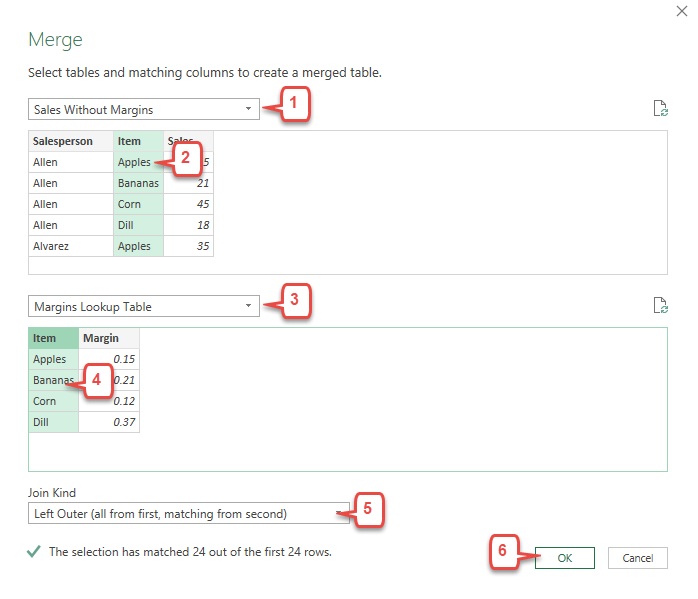 Merge
Select tables and matching columns to create a merged table.
Sales Without Margins
1
Salesperson Item Sales
Allen Apples 2 5
Allen Bananas 21
Allen Corn 45
Allen Dill 18
Alvarez Apples 35
Margins Lookup Table
3
Item Margin
Apples 0.15
Bananas 4 0.21
Corn 0.12
Dill 0.37
Join Kind
Left Outer (all from first, matching from second)
5
The selection has matched 24 out of the first 24 rows.
6
OK
Cancel